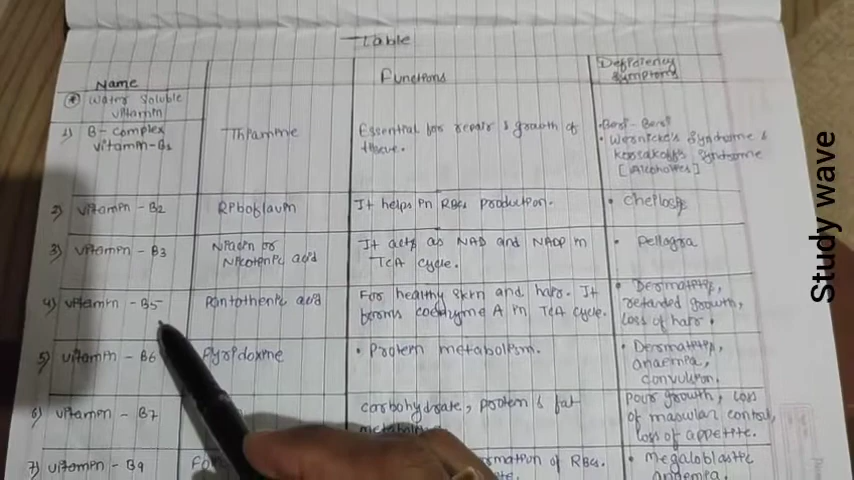 Table
Name
Functions
Deficiency
Symptoms
* Water Soluble
Vitamin
1) B-complex
Vitamin-B1
Thiamine
Essential for repair & growth of
tissue.
• Beri-Beri
• Wernicke's Syndrome &
Korsakoff's Syndrome
[Alcoholics]
2) Vitamin - B2
Riboflavin
It helps in RBCs production.
• Cheilosis
3) Vitamin - B3
Niacin or
Nicotenic acid
It acts as NAD and NADP in
TCA cycle.
• Pellagra
4) Vitamin - B5
Pantothenic acid
For healthy skin and hair. It
forms coenzyme A in TCA cycle.
• Dermatitis,
retarded growth,
loss of hair.
5) Vitamin - B6
Pyridoxine
• Protein metabolism.
• Dermatitis,
anaemia,
convulsion.
6) Vitamin - B7
carbohydrate, protein & fat
Poor growth, Loss
of mascular control,
loss of appetite.
7) Vitamin - B9
of RBCs.
• Megaloblastic
anaemia.
Study wave